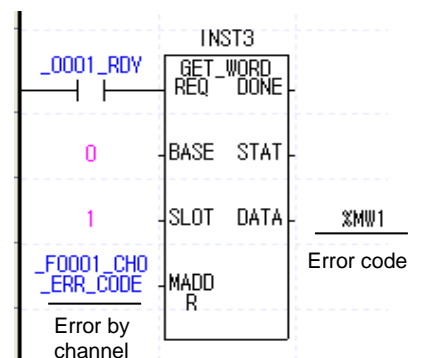 INST3
_0001_RDY
GET_WORD
REQ DONE
0
BASE STAT
1
SLOT DATA
%MW1
_F0001_CH0
_ERR_CODE
MADD
R
Error code
Error by
channel